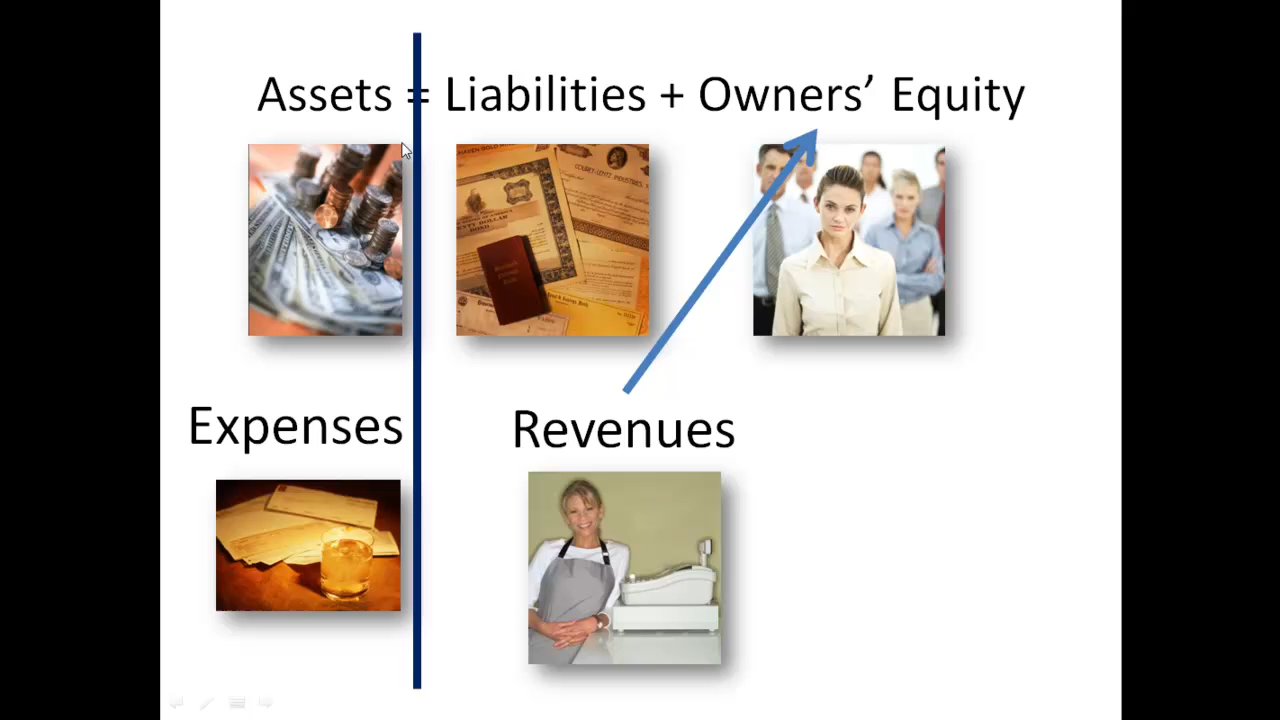 Assets = Liabilities + Owners’ Equity
Expenses
Revenues